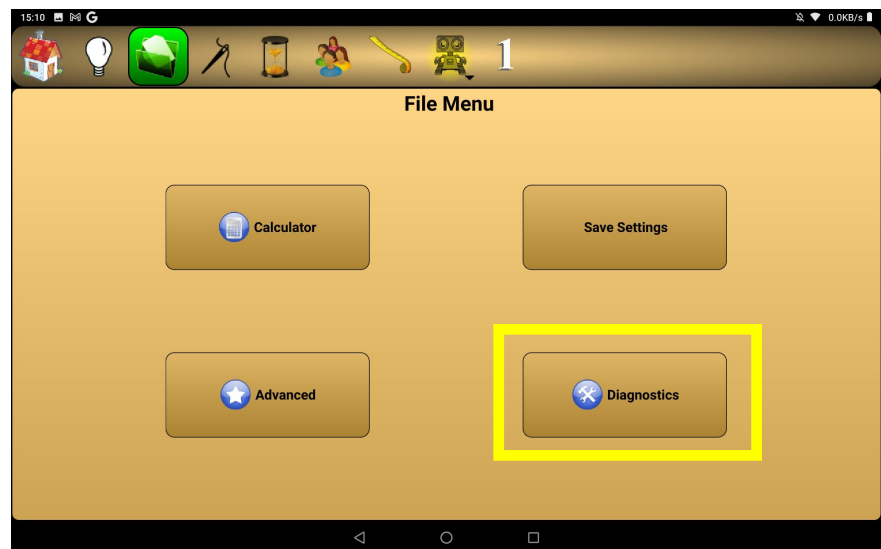 15:10 G 0.0KB/s
1
File Menu
Calculator
Save Settings
Advanced
Diagnostics